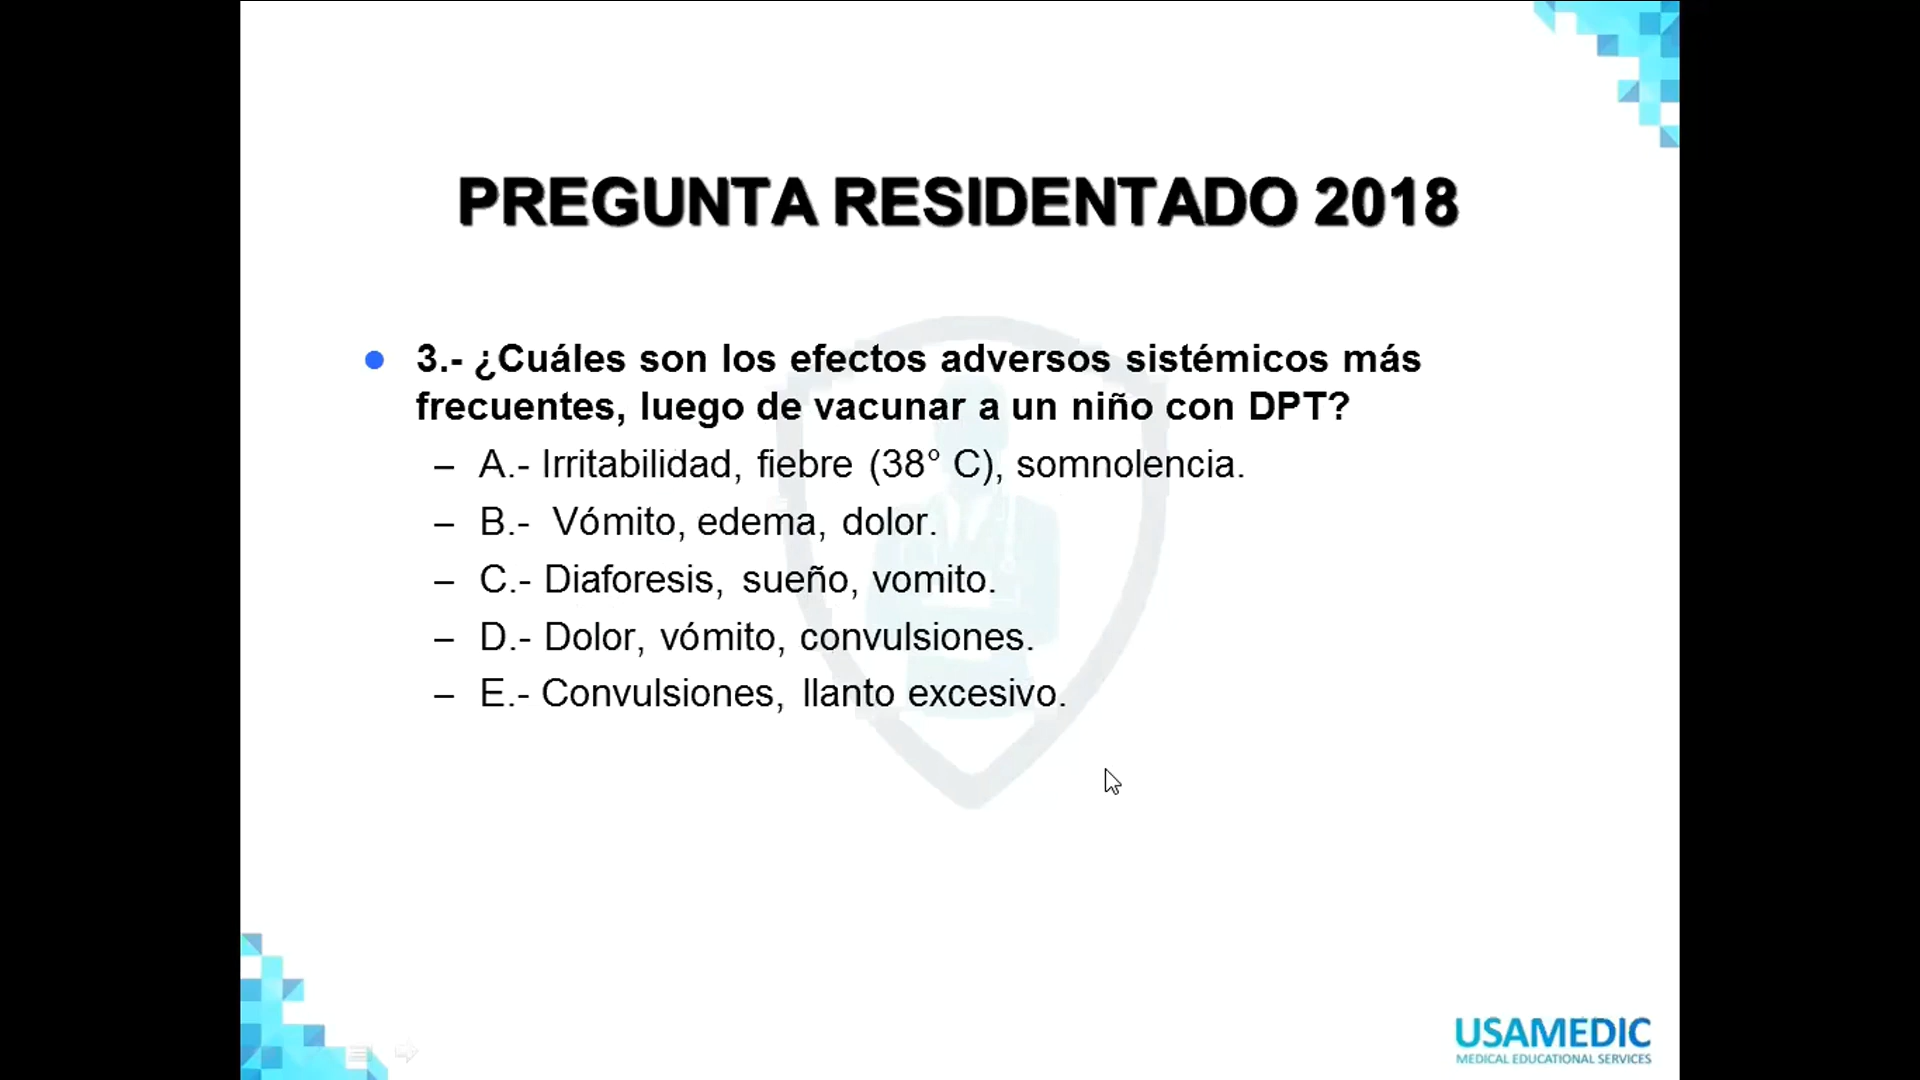 PREGUNTA RESIDENTADO 2018
3.- ¿Cuáles son los efectos adversos sistémicos más
frecuentes, luego de vacunar a un niño con DPT?
– A.- Irritabilidad, fiebre (38° C), somnolencia.
– B.- Vómito, edema, dolor.
– C.- Diaforesis, sueño, vomito.
– D.- Dolor, vómito, convulsiones.
– E.- Convulsiones, llanto excesivo.
USAMEDIC
MEDICAL EDUCATIONAL SERVICES